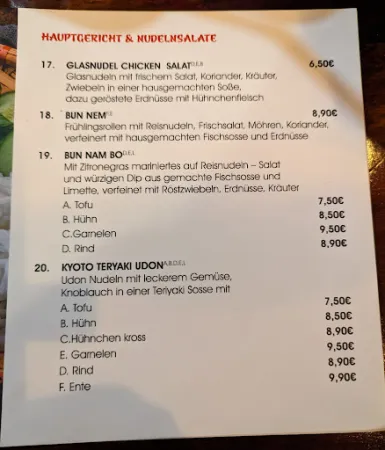 HAUPTGERICHT & NUDELNSALATE
17. GLASNUDEL CHICKEN SALAT 6,50€
Glasnudeln mit frischem Salat, Koriander, Kräuter,
Zwiebeln in einer hausgemachten Soße,
dazu geröstete Erdnüsse mit Hühnchenfleisch
18. BUN NEM 8,90€
Frühlingsrollen mit Reisnudeln, Frischsalat, Möhren, Koriander,
verfeinert mit hausgemachten Fischsosse und Erdnüsse
19. BUN NAM BO
Mit Zitronegras mariniertes auf Reisnudeln – Salat
und würzigen Dip aus gemachte Fischsosse und
Limette, verfeinet mit Röstzwiebeln, Erdnüsse, Kräuter
A. Tofu 7,50€
B. Huhn 8,50€
C.Garnelen 9,50€
D. Rind 8,90€
20. KYOTO TERYAKI UDON
Udon Nudeln mit leckerem Gemüse,
Knoblauch in einer Teriyaki Sosse mit
A. Tofu 7,50€
B. Huhn 8,50€
C.Hühnchen kross 8,90€
E. Garnelen 9,50€
D. Rind 8,90€
F. Ente 9,90€